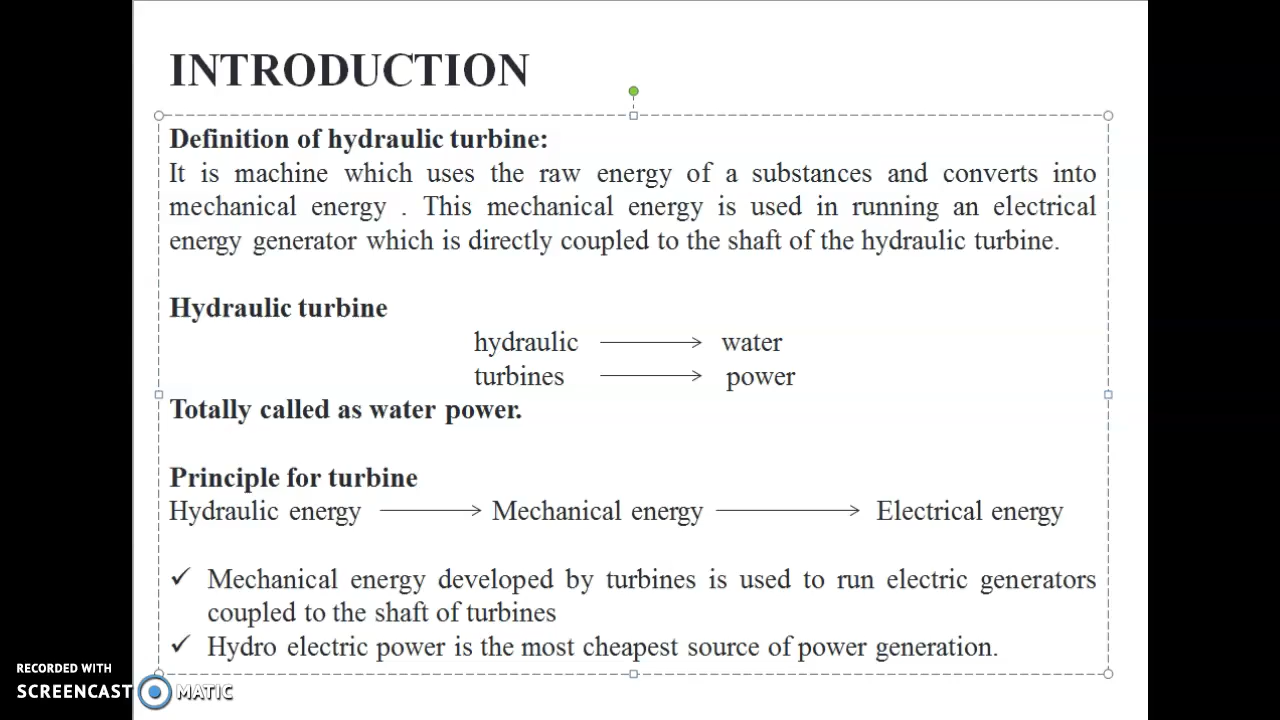 INTRODUCTION
Definition of hydraulic turbine:
It is machine which uses the raw energy of a substances and converts into
mechanical energy . This mechanical energy is used in running an electrical
energy generator which is directly coupled to the shaft of the hydraulic turbine.
Hydraulic turbine
hydraulic → water
turbines → power
Totally called as water power.
Principle for turbine
Hydraulic energy → Mechanical energy → Electrical energy
✓ Mechanical energy developed by turbines is used to run electric generators
coupled to the shaft of turbines
✓ Hydro electric power is the most cheapest source of power generation.
RECORDED WITH
SCREENCAST MATIC